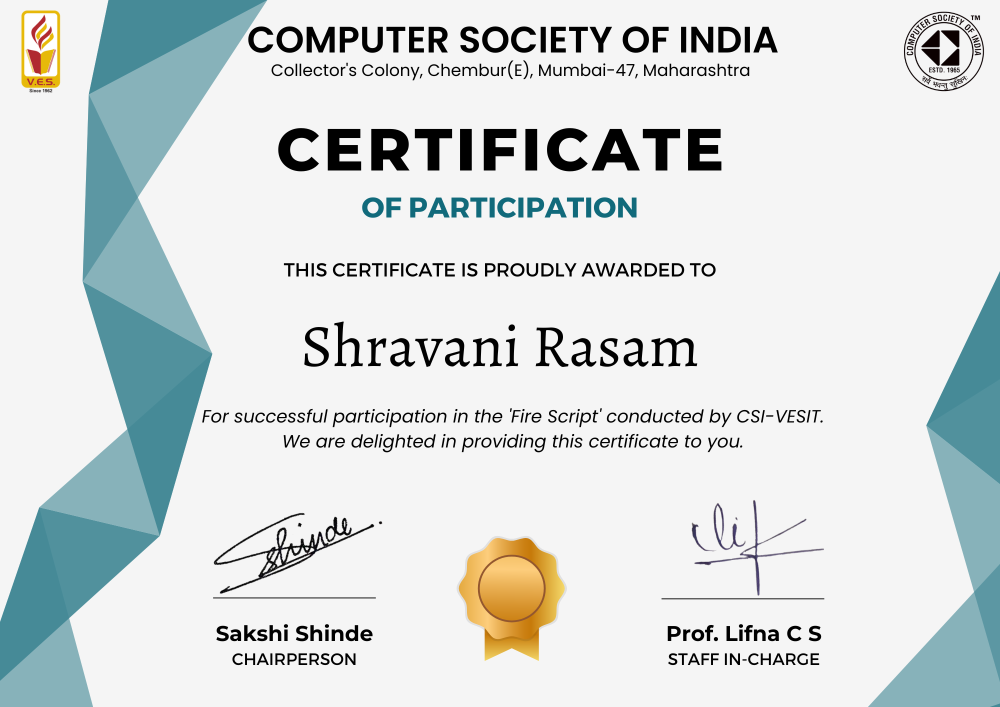 V.E.S.
Since 1962
COMPUTER SOCIETY OF INDIA
Collector's Colony, Chembur(E), Mumbai-47, Maharashtra
COMPUTER SOCIETY OF INDIA
TM
ESTD. 1965
सर्वे भवन्तु सुखिनः
CERTIFICATE
OF PARTICIPATION
THIS CERTIFICATE IS PROUDLY AWARDED TO
Shravani Rasam
For successful participation in the 'Fire Script' conducted by CSI-VESIT.
We are delighted in providing this certificate to you.
Shinde
Sakshi Shinde
CHAIRPERSON
Prof. Lifna C S
STAFF IN-CHARGE